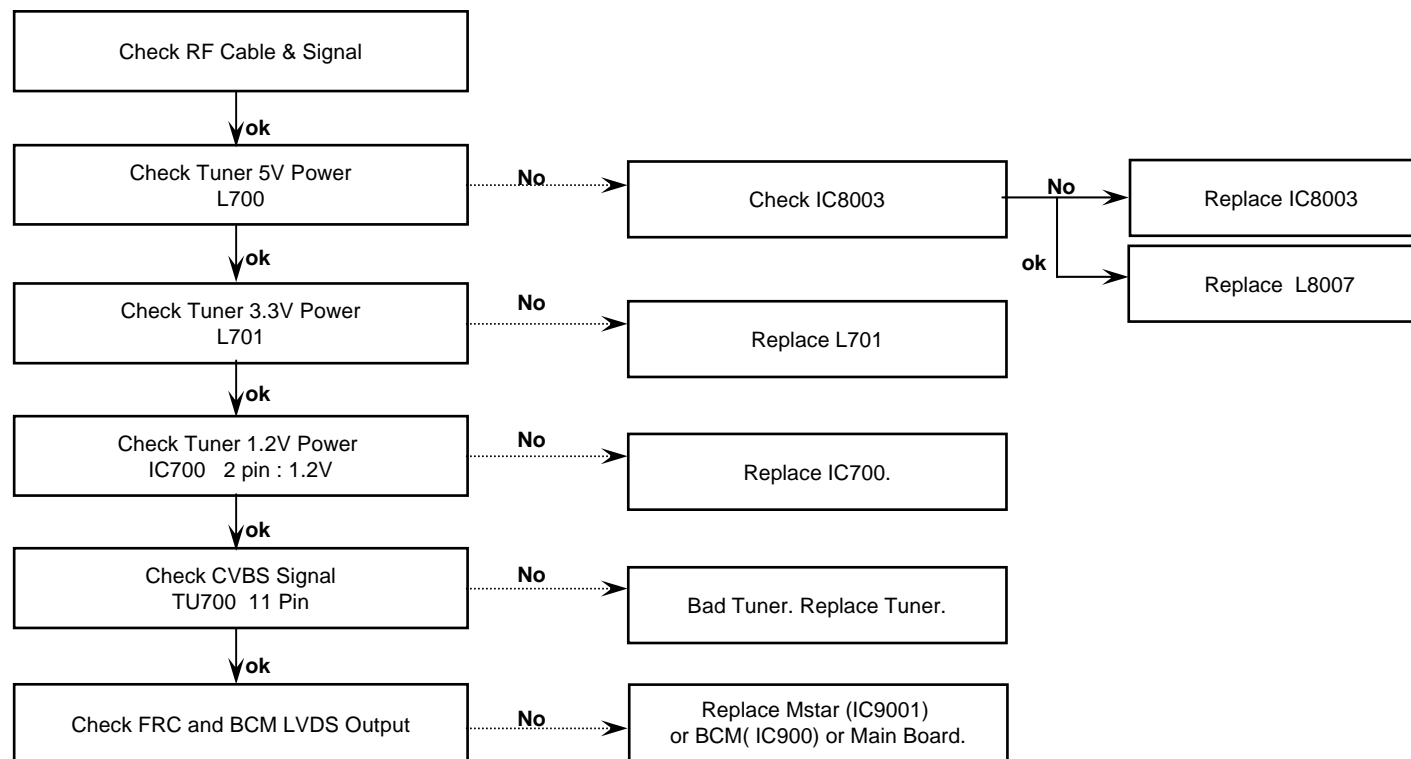 Check RF Cable & Signal
ok
Check Tuner 5V Power
L700
No
Check IC8003
No
Replace IC8003
ok
Replace L8007
ok
Check Tuner 3.3V Power
L701
No
Replace L701
ok
Check Tuner 1.2V Power
IC700 2 pin : 1.2V
No
Replace IC700.
ok
Check CVBS Signal
TU700 11 Pin
No
Bad Tuner. Replace Tuner.
ok
Check FRC and BCM LVDS Output
No
Replace Mstar (IC9001)
or BCM( IC900) or Main Board.